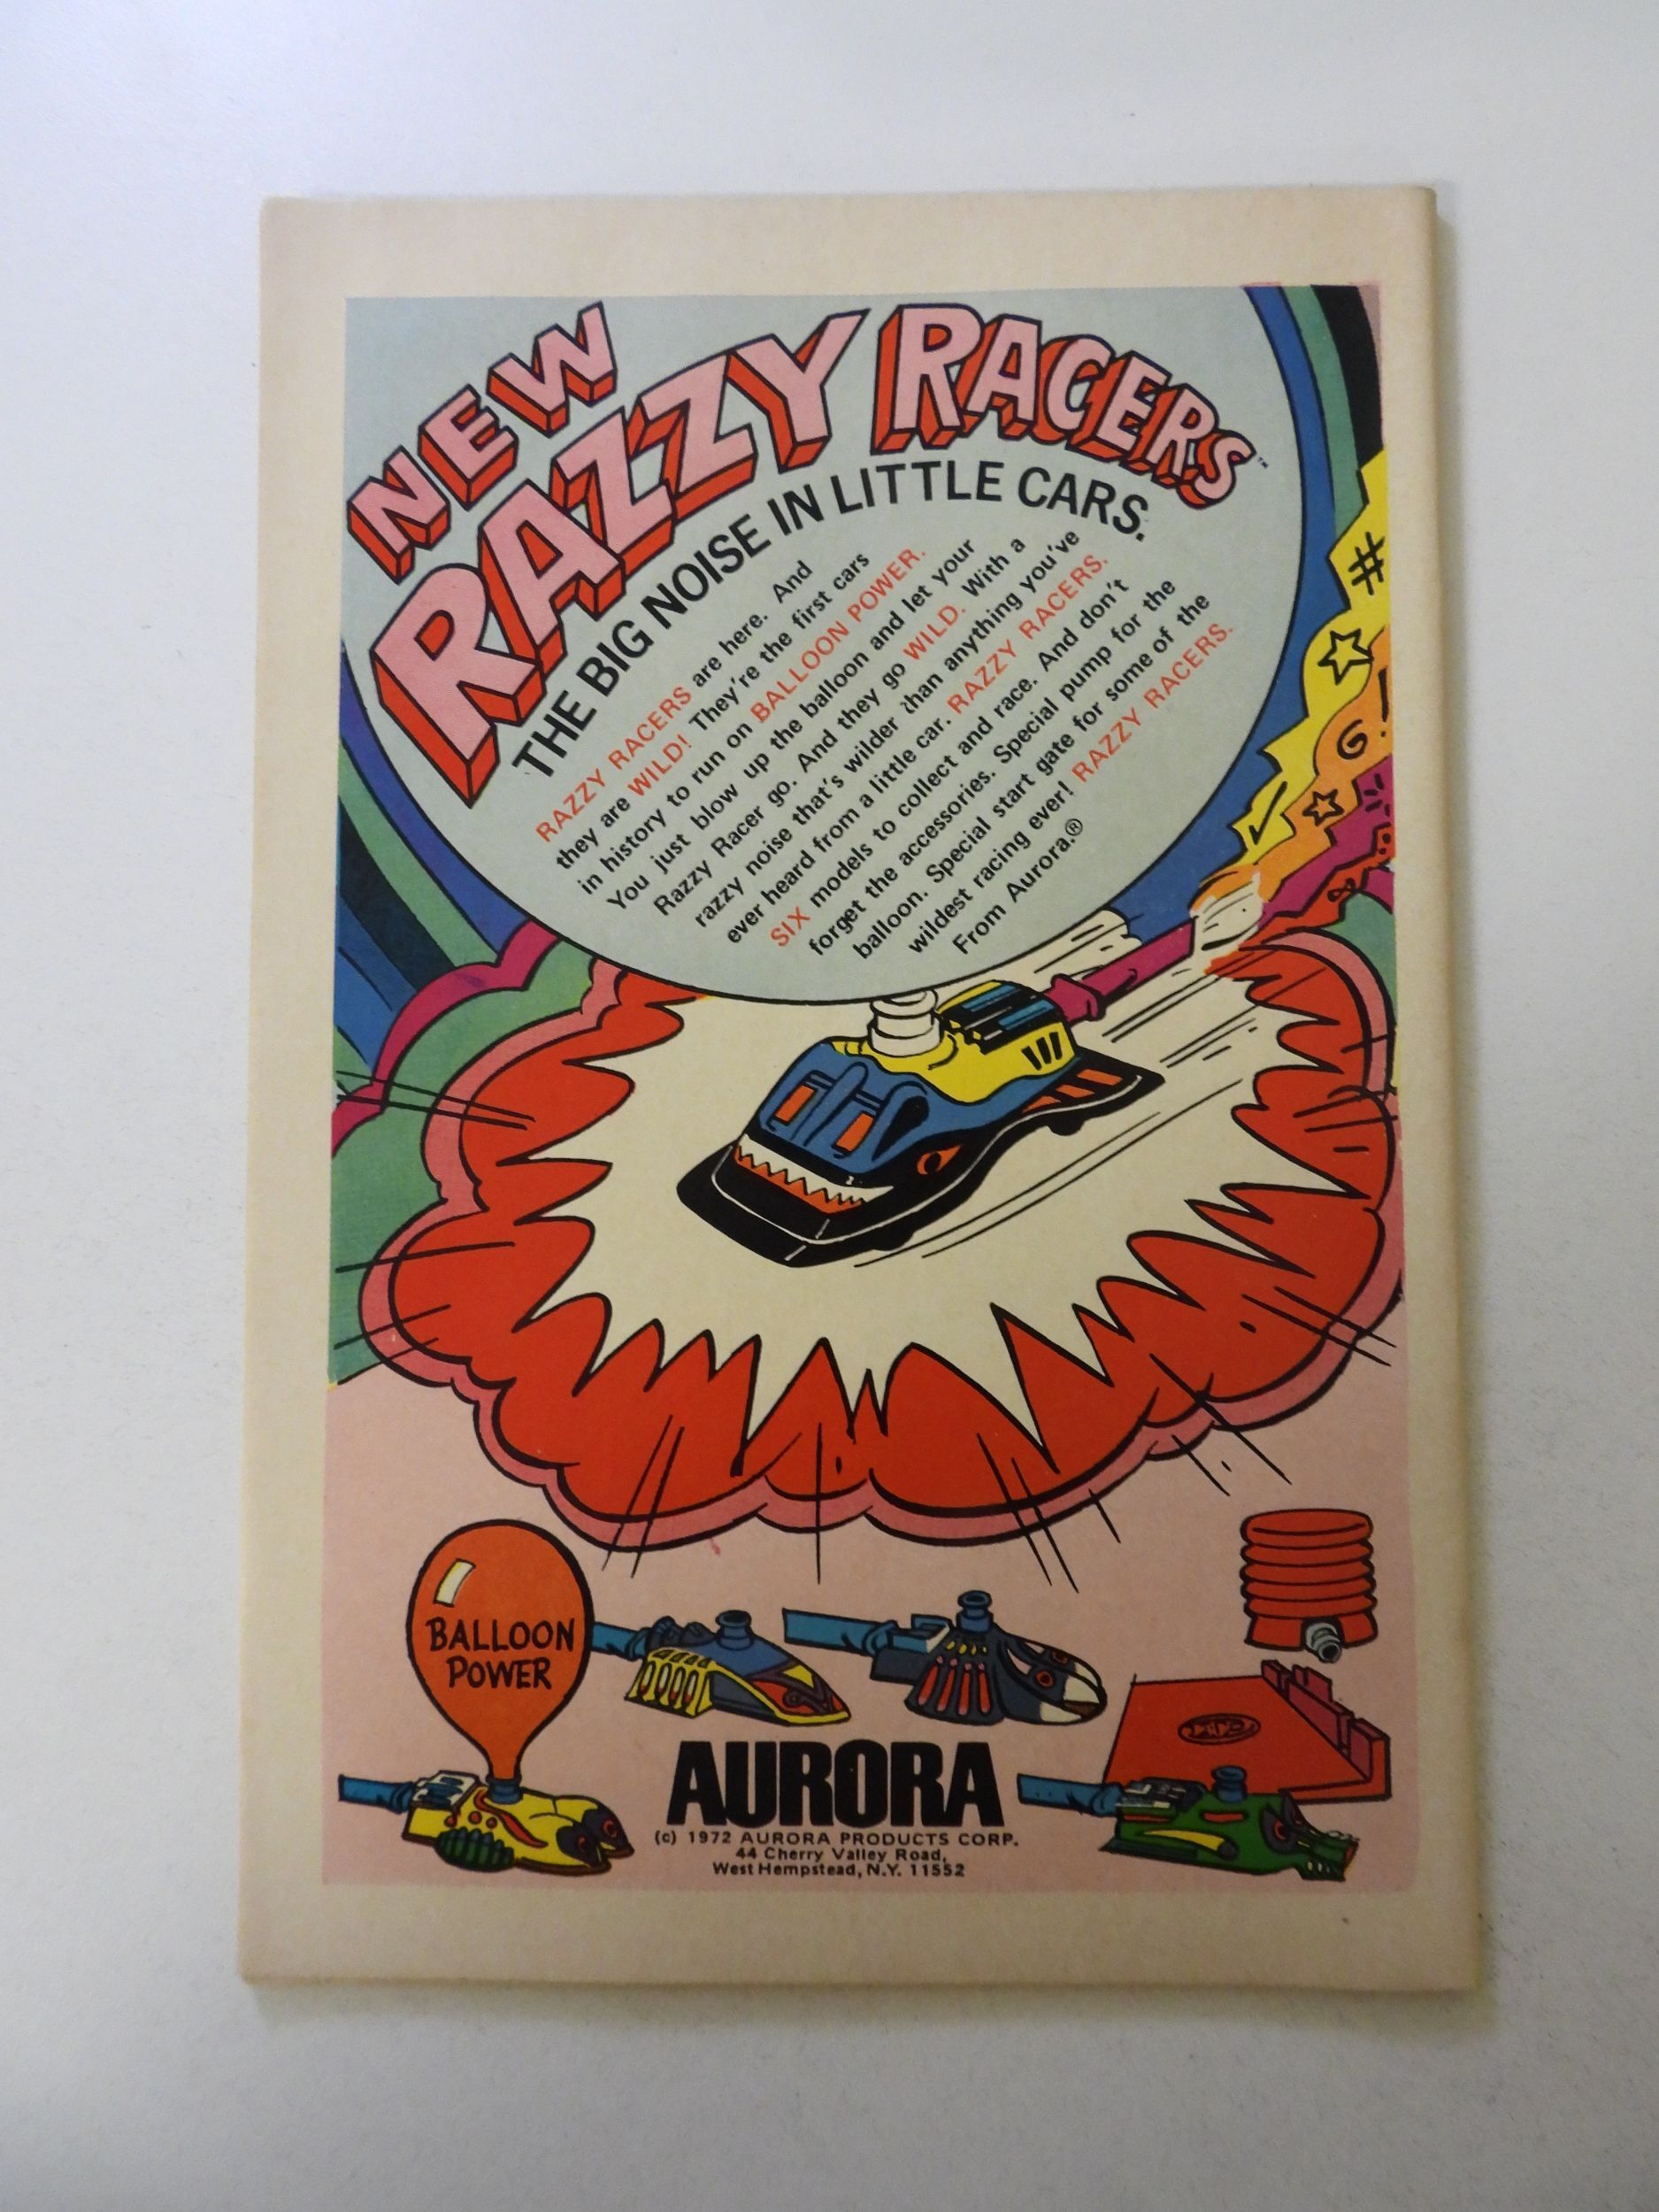 NEW
RAZZY RACERS™
THE BIG NOISE IN LITTLE CARS.
RAZZY RACERS are here. And
they are WILD! They're the first cars
in history to run on BALLOON POWER.
You just blow up the balloon and let your
Razzy Racer go. And they go WILD. With a
razzy noise that's wilder than anything you've
ever heard from a little car. RAZZY RACERS.
SIX models to collect and race. And don't
forget the accessories. Special pump for the
balloon. Special start gate for some of the
wildest racing ever! RAZZY RACERS.
From Aurora.®
BALLOON
POWER
AURORA
(c) 1972 AURORA PRODUCTS CORP.
44 Cherry Valley Road,
West Hempstead, N.Y. 11552